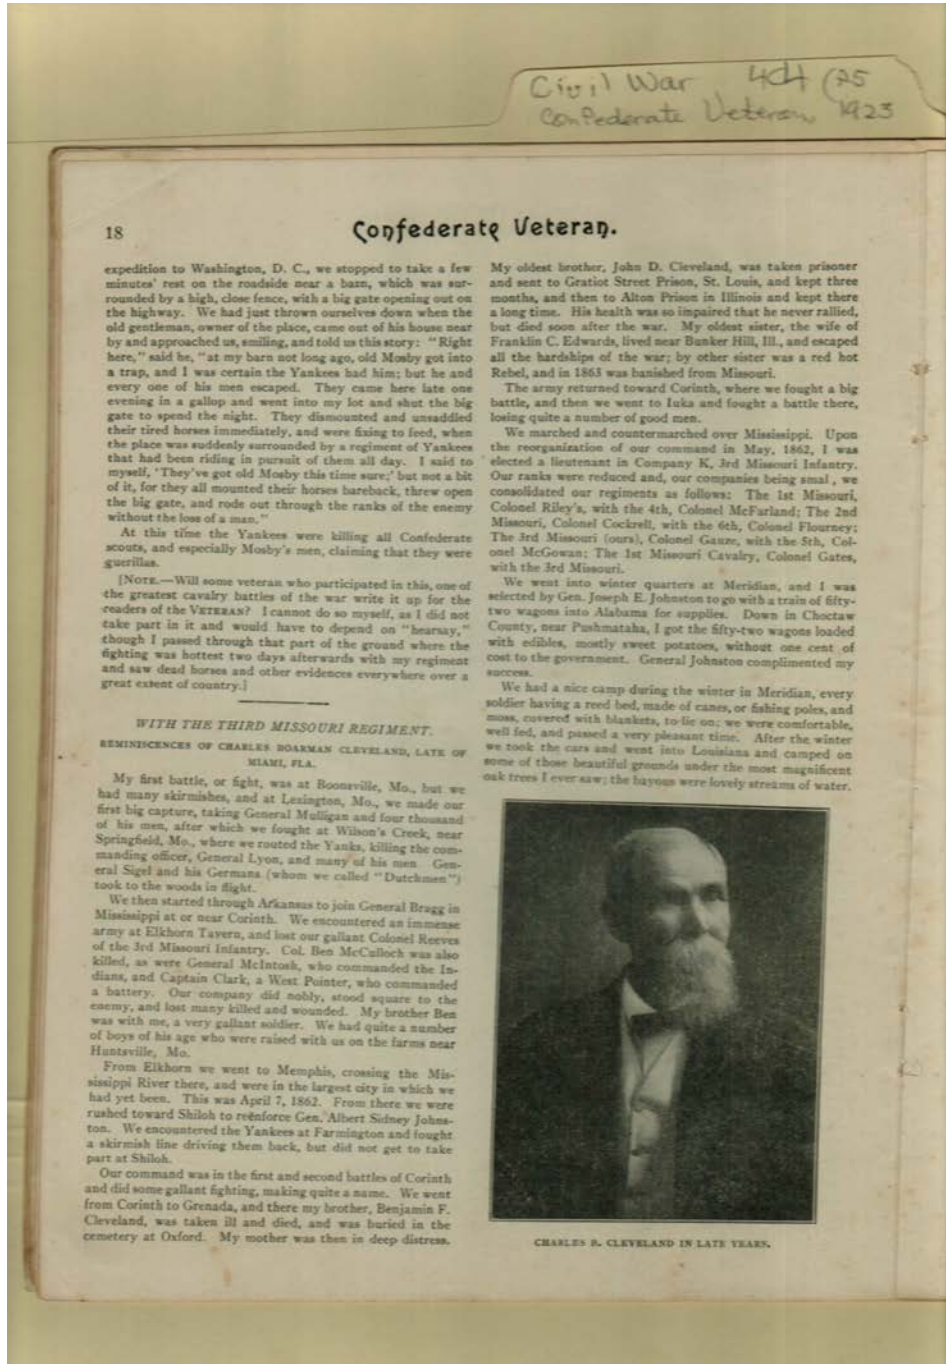 Civil War 404 (25
Confederate Veteran, 1923
18
Confederate Veteran.
expedition to Washington, D. C., we stopped to take a few
minutes' rest on the roadside near a barn, which was sur-
rounded by a high, close fence, with a big gate opening out on
the highway. We had just thrown ourselves down when the
old gentleman, owner of the place, came out of his house near
by and approached us, smiling, and told us this story: "Right
here," said he, "at my barn not long ago, old Mosby got into
a trap, and I was certain the Yankees had him; but he and
every one of his men escaped. They came here late one
evening in a gallop and went into my lot and shut the big
gate to spend the night. They dismounted and unsaddled
their tired horses immediately, and were fixing to feed, when
the place was suddenly surrounded by a regiment of Yankees
that had been riding in pursuit of them all day. I said to
myself, 'They've got old Mosby this time sure;' but not a bit
of it, for they all mounted their horses bareback, threw open
the big gate, and rode out through the ranks of the enemy
without the loss of a man."
At this time the Yankees were killing all Confederate
scouts, and especially Mosby's men, claiming that they were
guerillas.
[NOTE.—Will some veteran who participated in this, one of
the greatest cavalry battles of the war write it up for the
readers of the VETERAN? I cannot do so myself, as I did not
take part in it and would have to depend on "hearsay,"
though I passed through that part of the ground where the
fighting was hottest two days afterwards with my regiment
and saw dead horses and other evidences everywhere over a
great extent of country.]
WITH THE THIRD MISSOURI REGIMENT.
REMINISCENCES OF CHARLES BOARMAN CLEVELAND, LATE OF
MIAMI, FLA.
My first battle, or fight, was at Boonsville, Mo., but we
had many skirmishes, and at Lexington, Mo., we made our
first big capture, taking General Mulligan and four thousand
of his men, after which we fought at Wilson's Creek, near
Springfield, Mo., where we routed the Yanks, killing the com-
manding officer, General Lyon, and many of his men. Gen-
eral Sigel and his Germans (whom we called "Dutchmen")
took to the woods in flight.
We then started through Arkansas to join General Bragg in
Mississippi at or near Corinth. We encountered an immense
army at Elkhorn Tavern, and lost our gallant Colonel Reeves
of the 3rd Missouri Infantry. Col. Ben McCulloch was also
killed, as were General McIntosh, who commanded the In-
dians, and Captain Clark, a West Pointer, who commanded
a battery. Our company did nobly, stood square to the
enemy, and lost many killed and wounded. My brother Ben
was with me, a very gallant soldier. We had quite a number
of boys of his age who were raised with us on the farms near
Huntsville, Mo.
From Elkhorn we went to Memphis, crossing the Mis-
sissippi River there, and were in the largest city in which we
had yet been. This was April 7, 1862. From there we were
rushed toward Shiloh to reënforce Gen. Albert Sidney Johns-
ton. We encountered the Yankees at Farmington and fought
a skirmish line driving them back, but did not get to take
part at Shiloh.
Our command was in the first and second battles of Corinth
and did some gallant fighting, making quite a name. We went
from Corinth to Grenada, and there my brother, Benjamin F.
Cleveland, was taken ill and died, and was buried in the
cemetery at Oxford. My mother was then in deep distress.
My oldest brother, John D. Cleveland, was taken prisoner
and sent to Gratiot Street Prison, St. Louis, and kept three
months, and then to Alton Prison in Illinois and kept there
a long time. His health was so impaired that he never rallied,
but died soon after the war. My oldest sister, the wife of
Franklin C. Edwards, lived near Bunker Hill, Ill., and escaped
all the hardships of the war; by other sister was a red hot
Rebel, and in 1863 was banished from Missouri.
The army returned toward Corinth, where we fought a big
battle, and then we went to Iuka and fought a battle there,
losing quite a number of good men.
We marched and countermarched over Mississippi. Upon
the reorganization of our command in May, 1862, I was
elected a lieutenant in Company K, 3rd Missouri Infantry.
Our ranks were reduced and, our companies being smal, we
consolidated our regiments as follows: The 1st Missouri,
Colonel Riley's, with the 4th, Colonel McFarland; The 2nd
Missouri, Colonel Cockrell, with the 6th, Colonel Flourney;
The 3rd Missouri (ours), Colonel Gauze, with the 5th, Col-
onel McGowan; The 1st Missouri Cavalry, Colonel Gates,
with the 3rd Missouri.
We went into winter quarters at Meridian, and I was
selected by Gen. Joseph E. Johnston to go with a train of fifty-
two wagons into Alabama for supplies. Down in Choctaw
County, near Pushmataha, I got the fifty-two wagons loaded
with edibles, mostly sweet potatoes, without one cent of
cost to the government. General Johnston complimented my
success.
We had a nice camp during the winter in Meridian, every
soldier having a reed bed, made of canes, or fishing poles, and
moss, covered with blankets, to lie on; we were comfortable,
well fed, and passed a very pleasant time. After the winter
we took the cars and went into Louisiana and camped on
some of those beautiful grounds under the most magnificent
oak trees I ever saw; the bayous were lovely streams of water.
CHARLES B. CLEVELAND IN LATE YEARS.